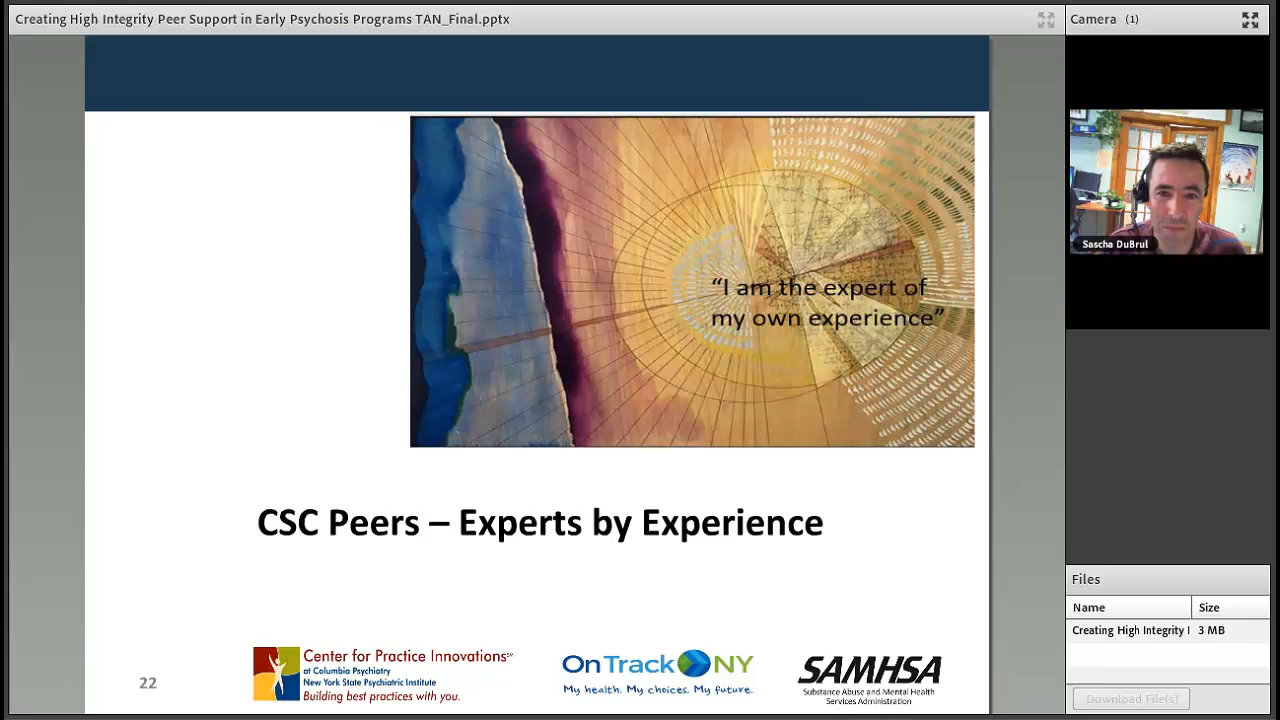 Creating High Integrity Peer Support in Early Psychosis Programs TAN_Final.pptx
Camera (1)
Sascha DuBrul
“I am the expert of
my own experience”
CSC Peers – Experts by Experience
Files
Name Size
Creating High Integrity I 3 MB
Download File(s)
22
Center for Practice Innovations℠
at Columbia Psychiatry
New York State Psychiatric Institute
Building best practices with you.
OnTrackNY
My health. My choices. My future.
SAMHSA
Substance Abuse and Mental Health
Services Administration